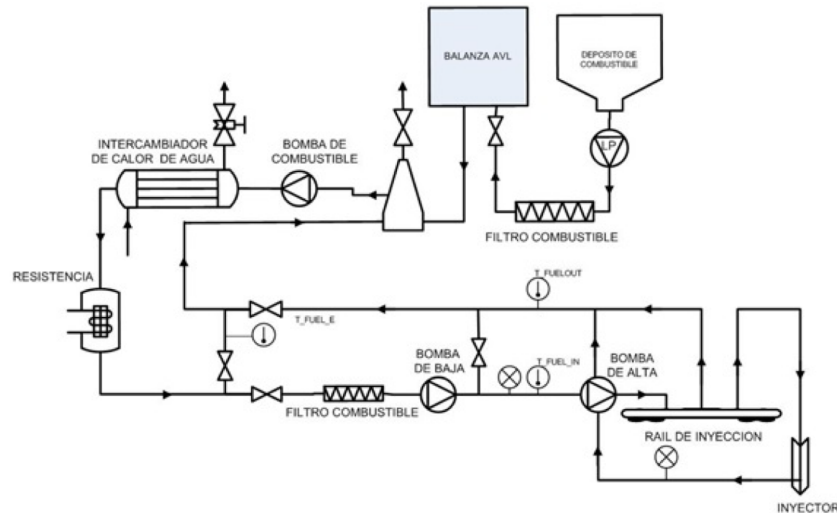 BALANZA AVL
DEPOSITO DE
COMBUSTIBLE
INTERCAMBIADOR
DE CALOR DE AGUA
BOMBA DE
COMBUSTIBLE
LP
FILTRO COMBUSTIBLE
RESISTENCIA
T_FUELOUT
T_FUEL_E
BOMBA
DE BAJA
T_FUEL_IN
BOMBA
DE ALTA
FILTRO COMBUSTIBLE
RAIL DE INYECCION
INYECTOR